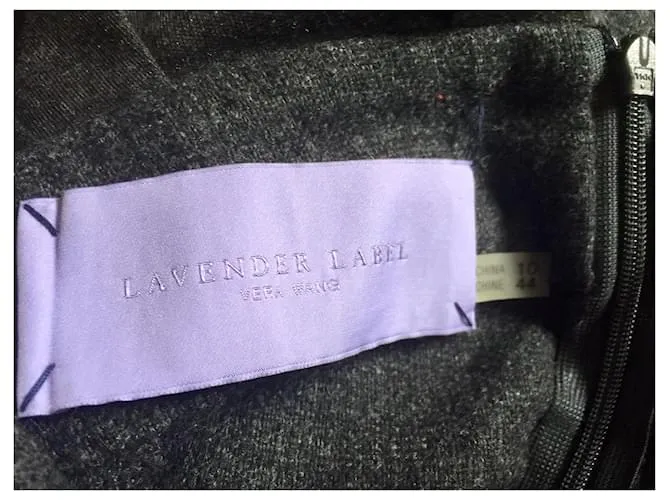 LAVENDER LABEL
VERA WANG
CHINA 10
CHINE 44